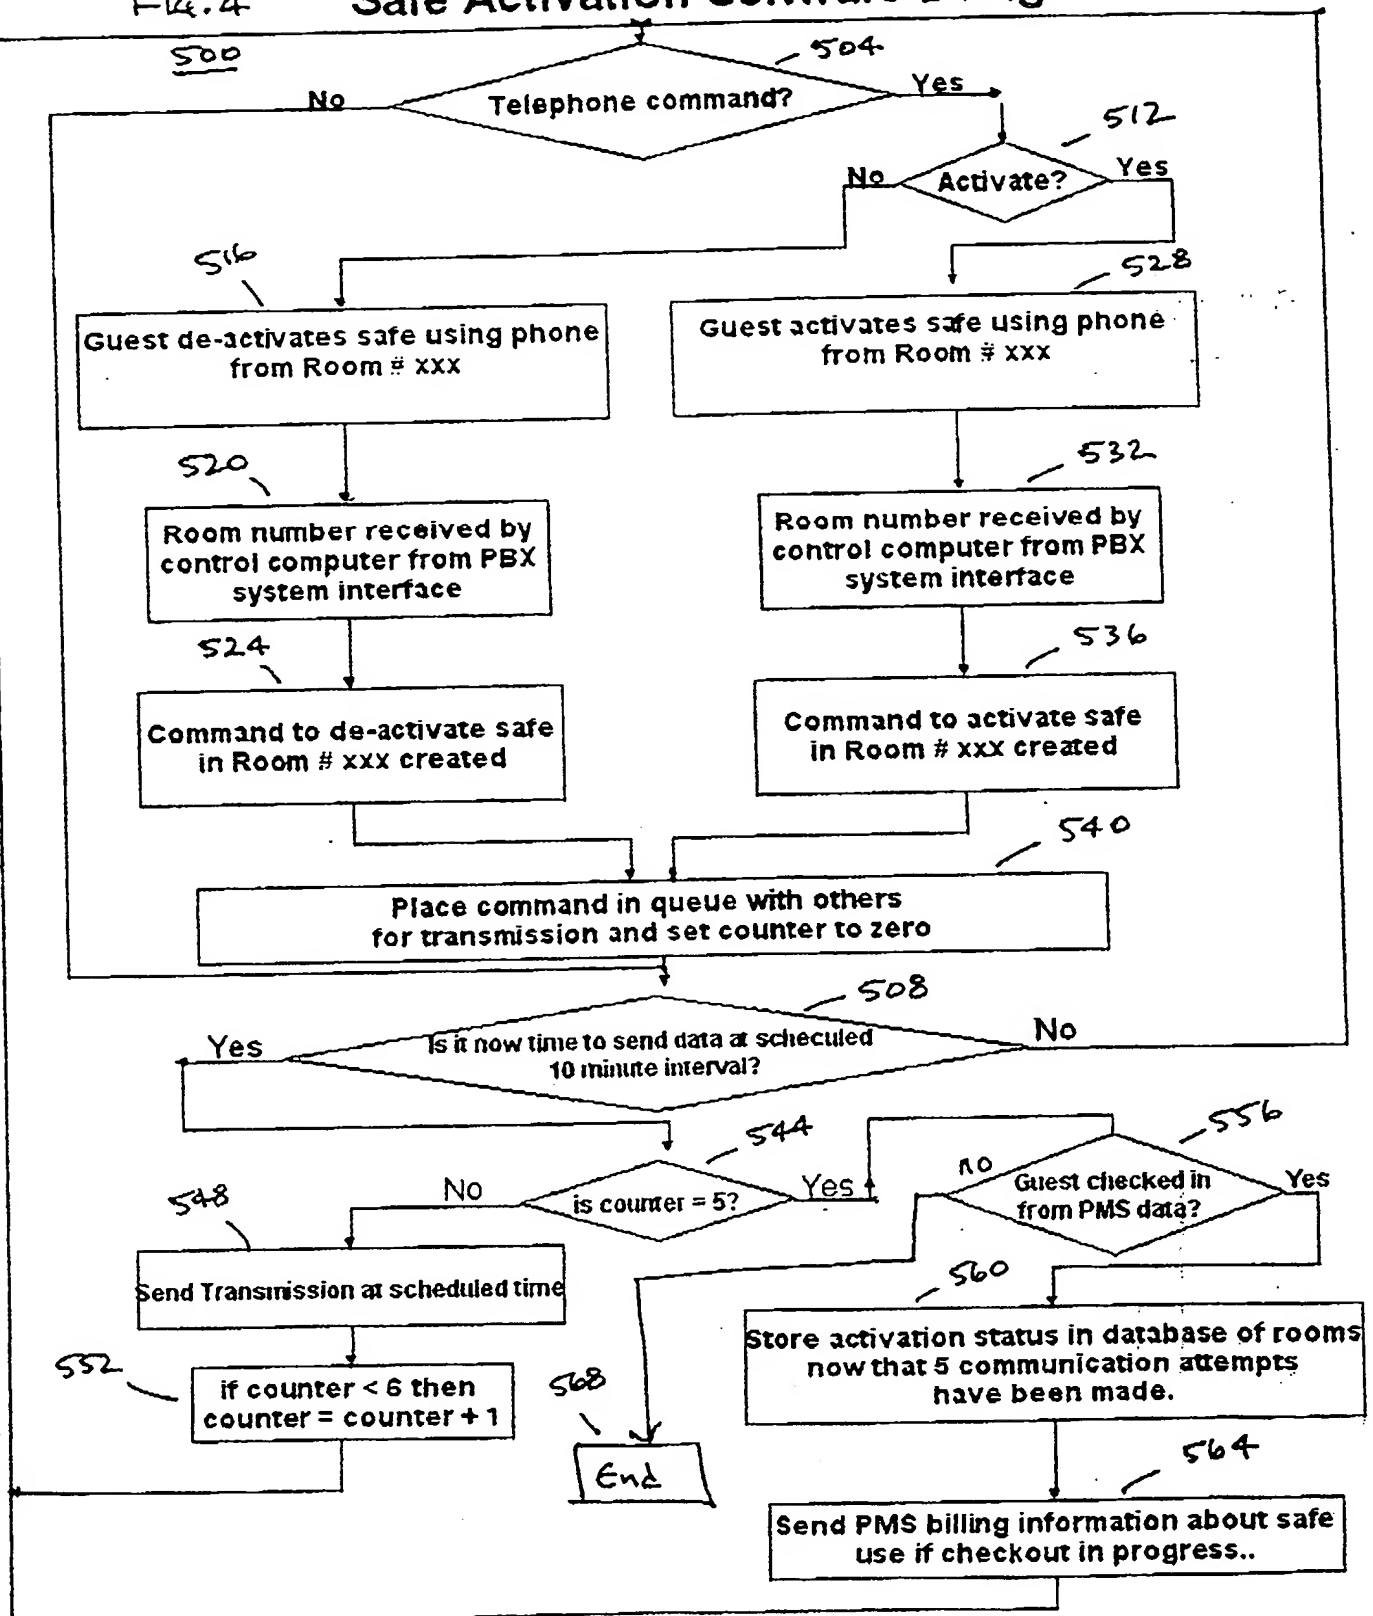 FIG. 4 Safe Activation Software
500
504
No
Telephone command?
Yes
512
No
Activate?
Yes
516
528
Guest de-activates safe using phone
from Room # xxx
Guest activates safe using phone
from Room # xxx
520
532
Room number received by
control computer from PBX
system interface
Room number received by
control computer from PBX
system interface
524
536
Command to de-activate safe
in Room # xxx created
Command to activate safe
in Room # xxx created
540
Place command in queue with others
for transmission and set counter to zero
508
Yes
Is it now time to send data at scheculed
10 minute interval?
No
544
556
No
is counter = 5?
Yes
no
Guest checked in
from PMS data?
Yes
548
Send Transmission at scheduled time
560
Store activation status in database of rooms
now that 5 communication attempts
have been made.
552
if counter < 6 then
counter = counter + 1
568
End
564
Send PMS billing information about safe
use if checkout in progress..